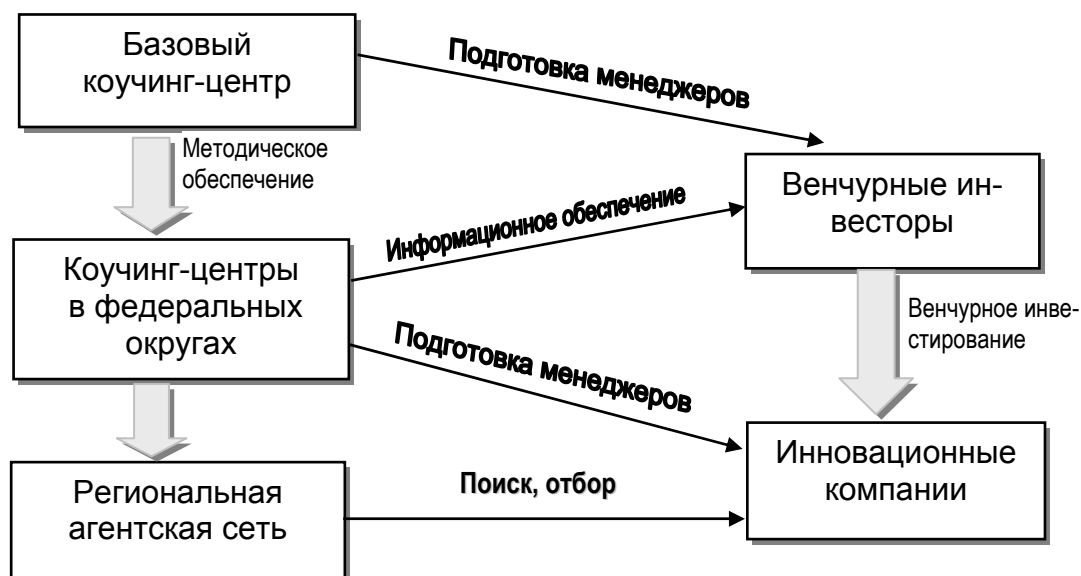 Базовый
коучинг-центр
Подготовка менеджеров
Методическое
обеспечение
Венчурные ин-
весторы
Информационное обеспечение
Коучинг-центры
в федеральных
округах
Венчурное инве-
стирование
Подготовка менеджеров
Инновационные
компании
Поиск, отбор
Региональная
агентская сеть